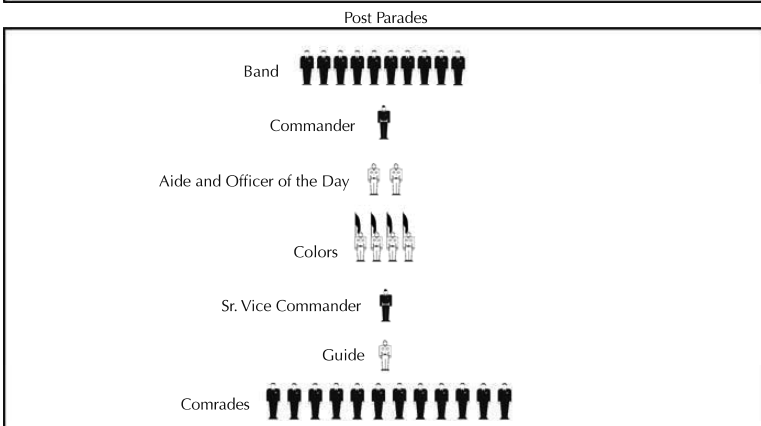 Post Parades
Band
Commander
Aide and Officer of the Day
Colors
Sr. Vice Commander
Guide
Comrades